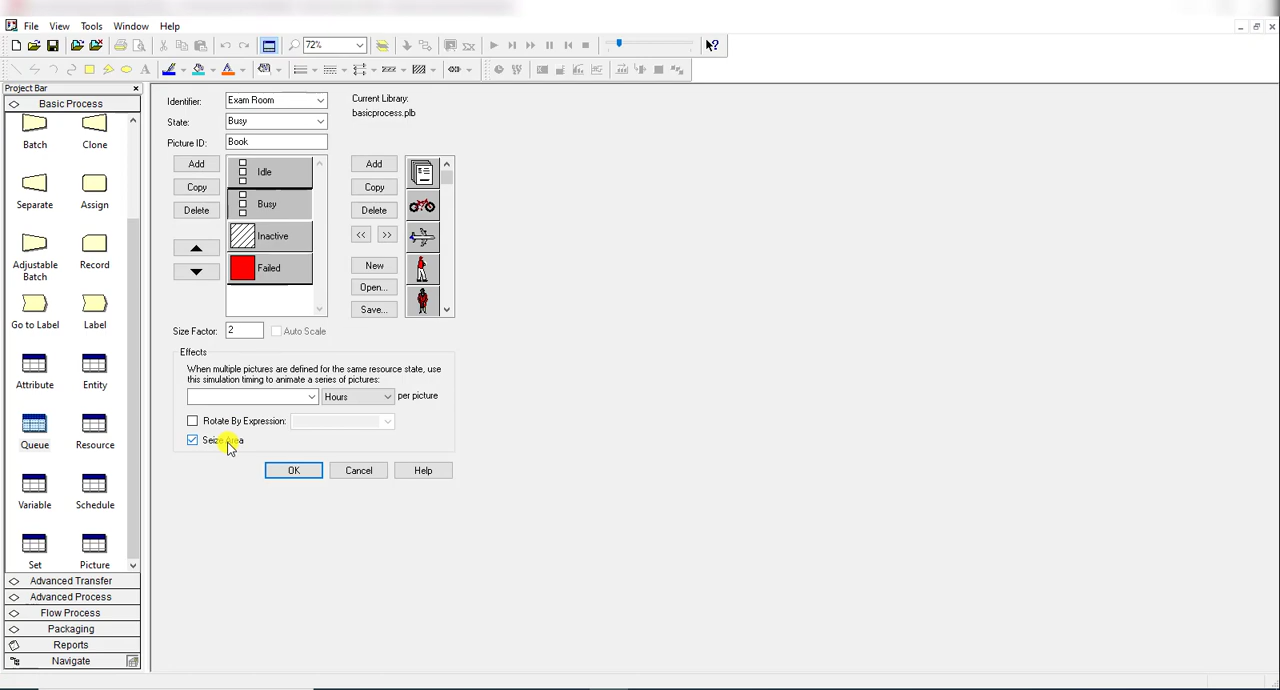 File View Tools Window Help
72%
Project Bar
Basic Process
Batch Clone
Separate Assign
Adjustable Batch Record
Go to Label Label
Attribute Entity
Queue Resource
Variable Schedule
Set Picture
Advanced Transfer
Advanced Process
Flow Process
Packaging
Reports
Navigate
Identifier: Exam Room
State: Busy
Picture ID: Book
Current Library:
basicprocess.plb
Add
Copy
Delete
Idle
Busy
Inactive
Failed
Add
Copy
Delete
<< >>
New
Open...
Save...
Size Factor: 2 Auto Scale
Effects
When multiple pictures are defined for the same resource state, use
this simulation timing to animate a series of pictures:
Hours per picture
Rotate By Expression:
Seize Area
OK Cancel Help